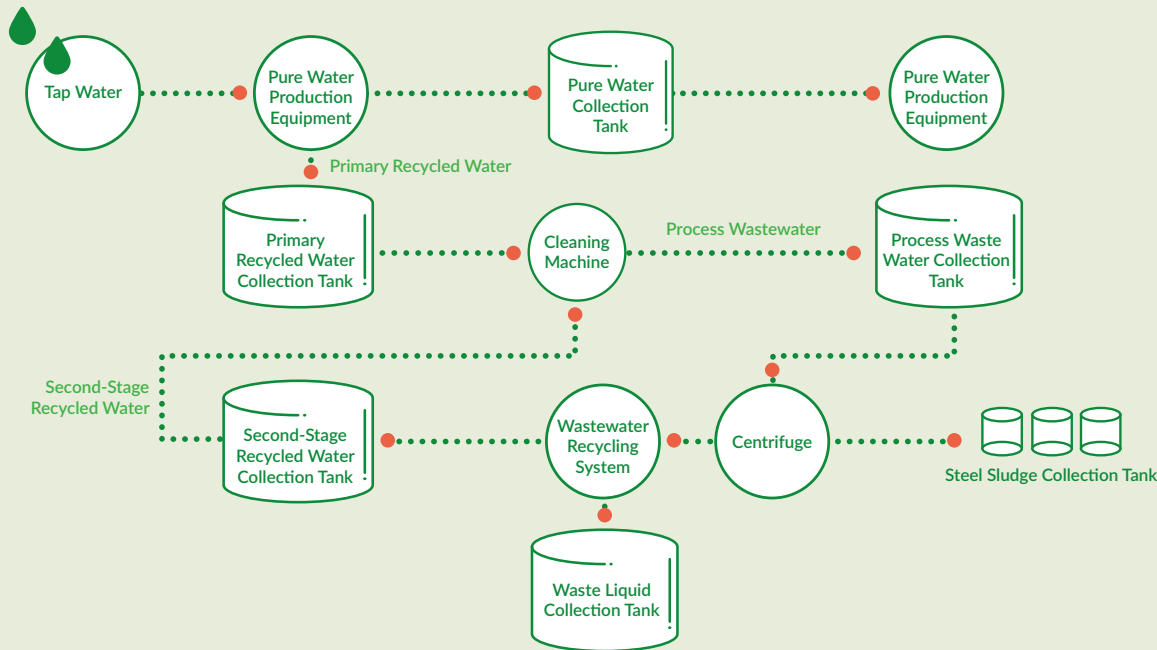 Tap Water
Pure Water
Production
Equipment
Pure Water
Collection
Tank
Pure Water
Production
Equipment
Primary Recycled Water
Primary
Recycled Water
Collection Tank
Cleaning
Machine
Process Wastewater
Process Waste
Water Collection
Tank
Second-Stage
Recycled Water
Second-Stage
Recycled Water
Collection Tank
Wastewater
Recycling
System
Centrifuge
Steel Sludge Collection Tank
Waste Liquid
Collection Tank